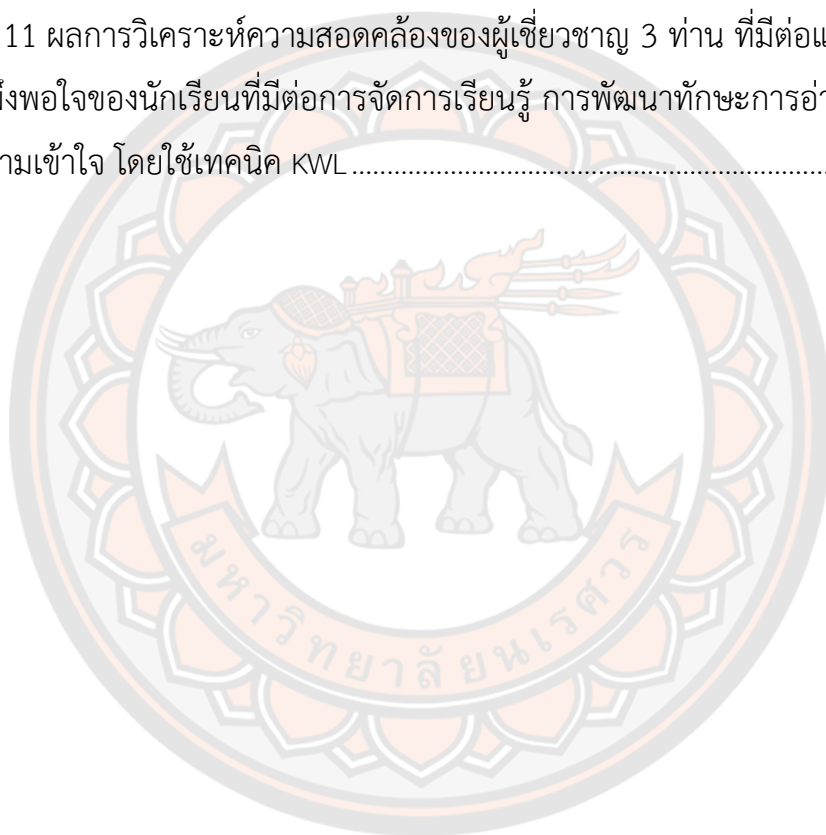 11 ผลการวิเคราะห์ความสอดคล้องของผู้เชี่ยวชาญ 3 ท่าน ที่มีต่อแ
ึงพอใจของนักเรียนที่มีต่อการจัดการเรียนรู้ การพัฒนาทักษะการอ่า
ามเข้าใจ โดยใช้เทคนิค KWL ..................................................................
มหาวิทยาลัยนเรศวร